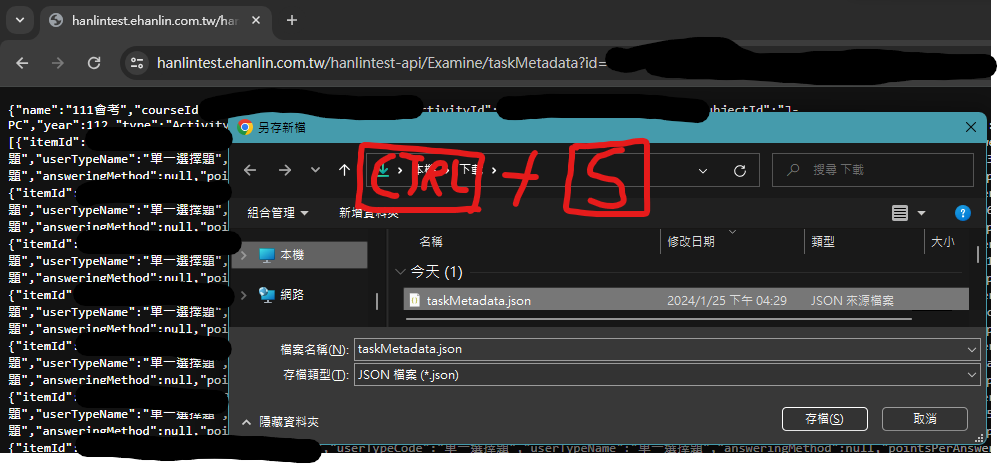 hanlintest.ehanlin.com.tw/han
hanlintest.ehanlin.com.tw/hanlintest-api/Examine/taskMetadata?id=
{"name":"111會考","courseId
ctivityId":
ubjectId":"J-
PC","year":112,"type":"Activity
另存新檔
[{"itemId":
題","userTypeName":"單一選擇題",
題","answeringMethod":null,"poi
CTRL + S
本機
下載
搜尋 下載
{"itemId":
題","userTypeName":"單一選擇題"
題","answeringMethod":null,"poi
組合管理
新增資料夾
{"itemId":
題","userTypeName":"單一選擇題"
題","answeringMethod":null,"poi
本機
網路
名稱
修改日期
類型
大小
今天 (1)
taskMetadata.json
2024/1/25 下午 04:29
JSON 來源檔案
{"itemId":
題","userTypeName":"單一選擇題"
題","answeringMethod":null,"poi
檔案名稱(N):
taskMetadata.json
存檔類型(T):
JSON 檔案 (*.json)
{"itemId":
題","userTypeName":"單一選擇題"
題","answeringMethod":null,"poi
{"itemId":
題","userTypeName":"單一選擇題"
題","answeringMethod":null,"poi
隱藏資料夾
存檔(S)
取消
{"itemId":
","userTypeCode":"單一選擇題","userTypeName":"單一選擇題","answeringMethod":null,"pointsPerAnswe